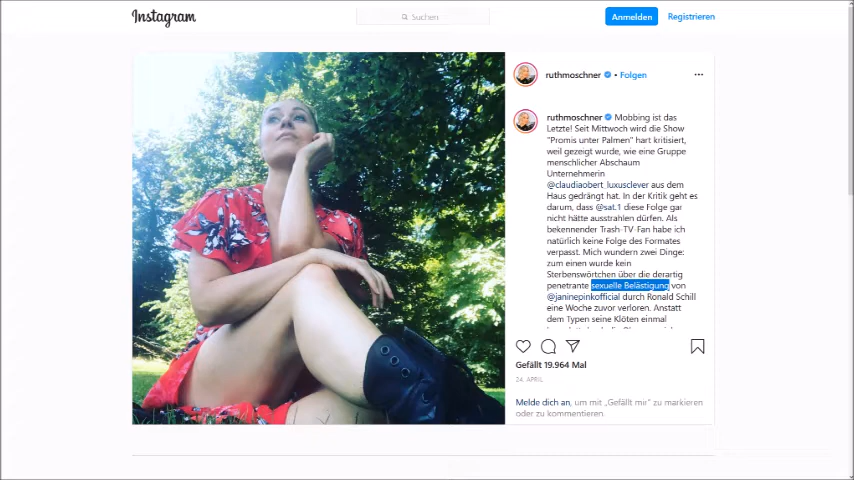 Instagram
Suchen
Anmelden
Registrieren
ruthmoschner • Folgen
ruthmoschner Mobbing ist das
Letzte! Seit Mittwoch wird die Show
"Promis unter Palmen" hart kritisiert,
weil gezeigt wurde, wie eine Gruppe
menschlicher Abschaum
Unternehmerin
@claudiaobert_luxusclever aus dem
Haus gedrängt hat. In der Kritik geht es
darum, dass @sat.1 diese Folge gar
nicht hätte ausstrahlen dürfen. Als
bekennender Trash-TV-Fan habe ich
natürlich keine Folge des Formates
verpasst. Mich wundern zwei Dinge:
zum einen wurde kein
Sterbenswörtchen über die derartig
penetrante sexuelle Belästigung von
@janinepinkofficial durch Ronald Schill
eine Woche zuvor verloren. Anstatt
dem Typen seine Klöten einmal
Gefällt 19.964 Mal
24. APRIL
Melde dich an, um mit „Gefällt mir" zu markieren
oder zu kommentieren.